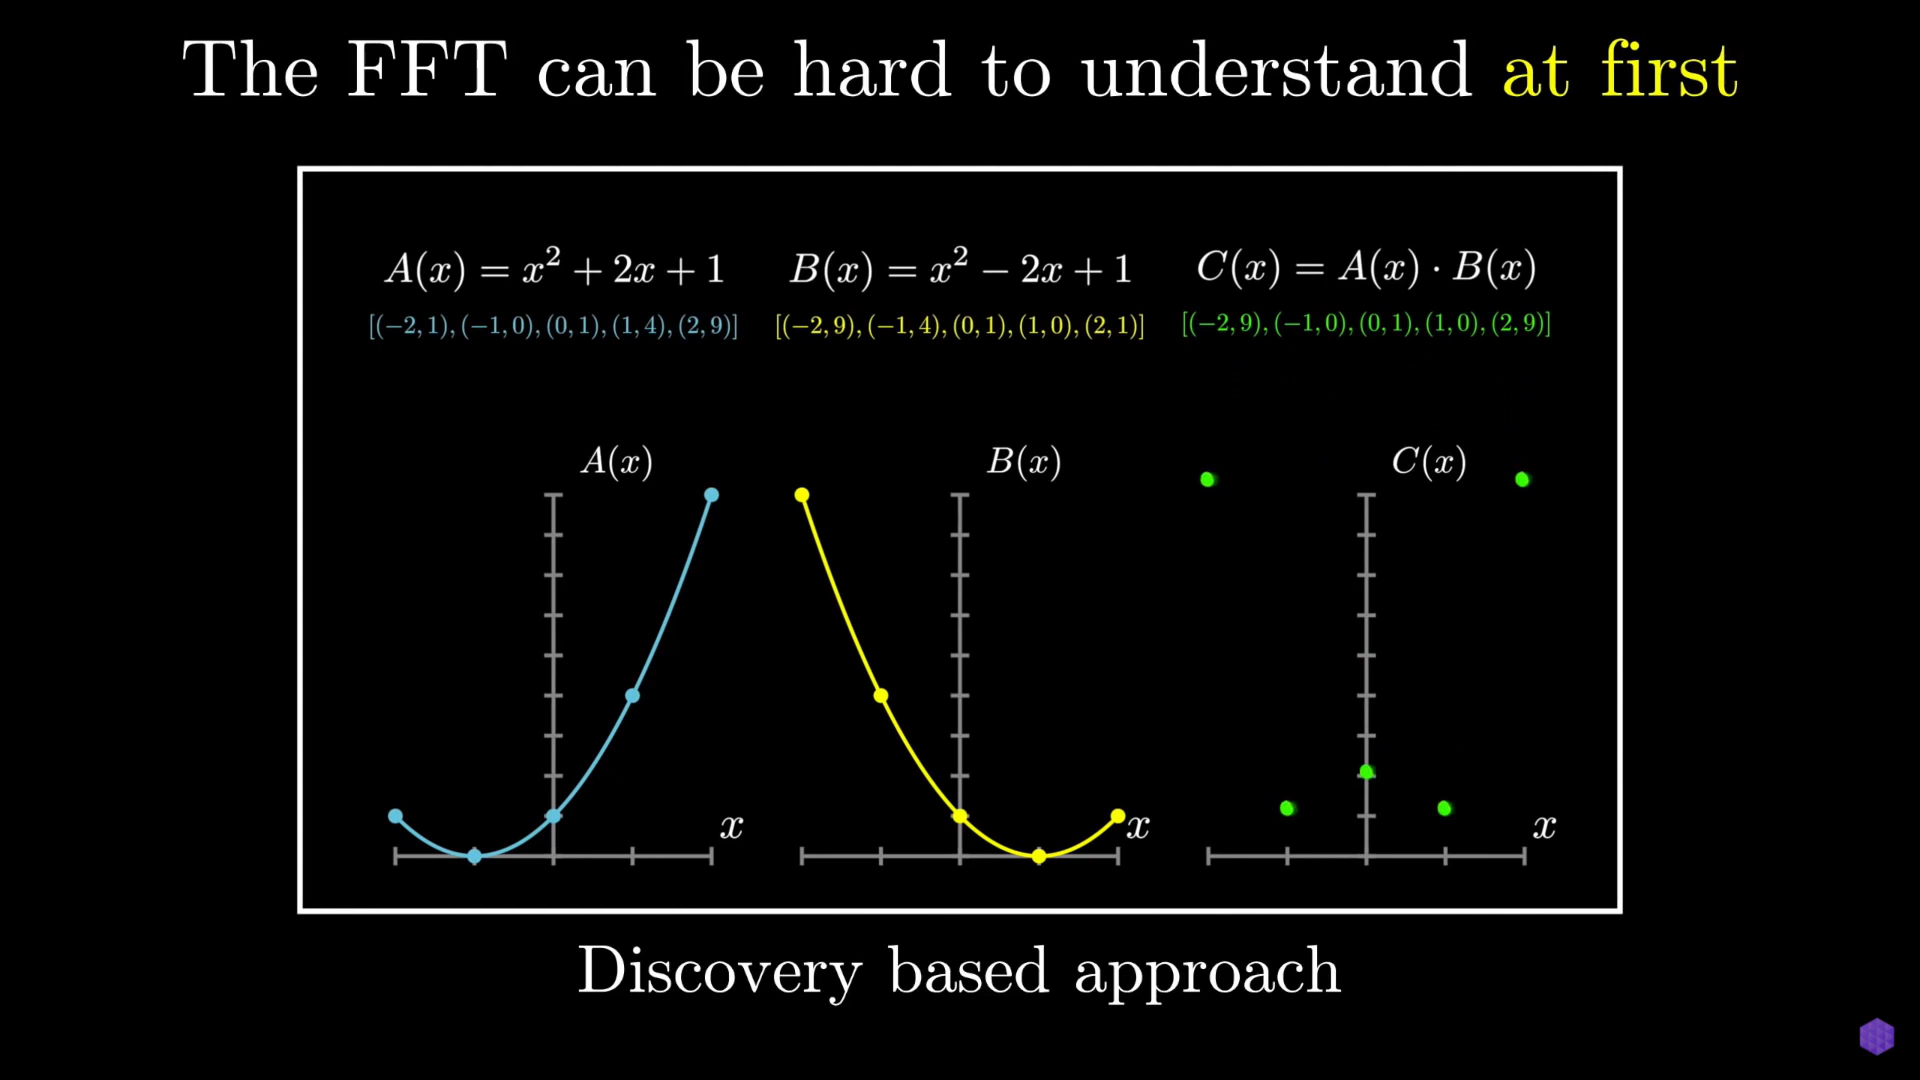 The FFT can be hard to understand at first
A(x) = x² + 2x + 1
B(x) = x² − 2x + 1
C(x) = A(x) · B(x)
[(−2, 1), (−1, 0), (0, 1), (1, 4), (2, 9)]
[(−2, 9), (−1, 4), (0, 1), (1, 0), (2, 1)]
[(−2, 9), (−1, 0), (0, 1), (1, 0), (2, 9)]
A(x)
B(x)
C(x)
x
x
x
Discovery based approach